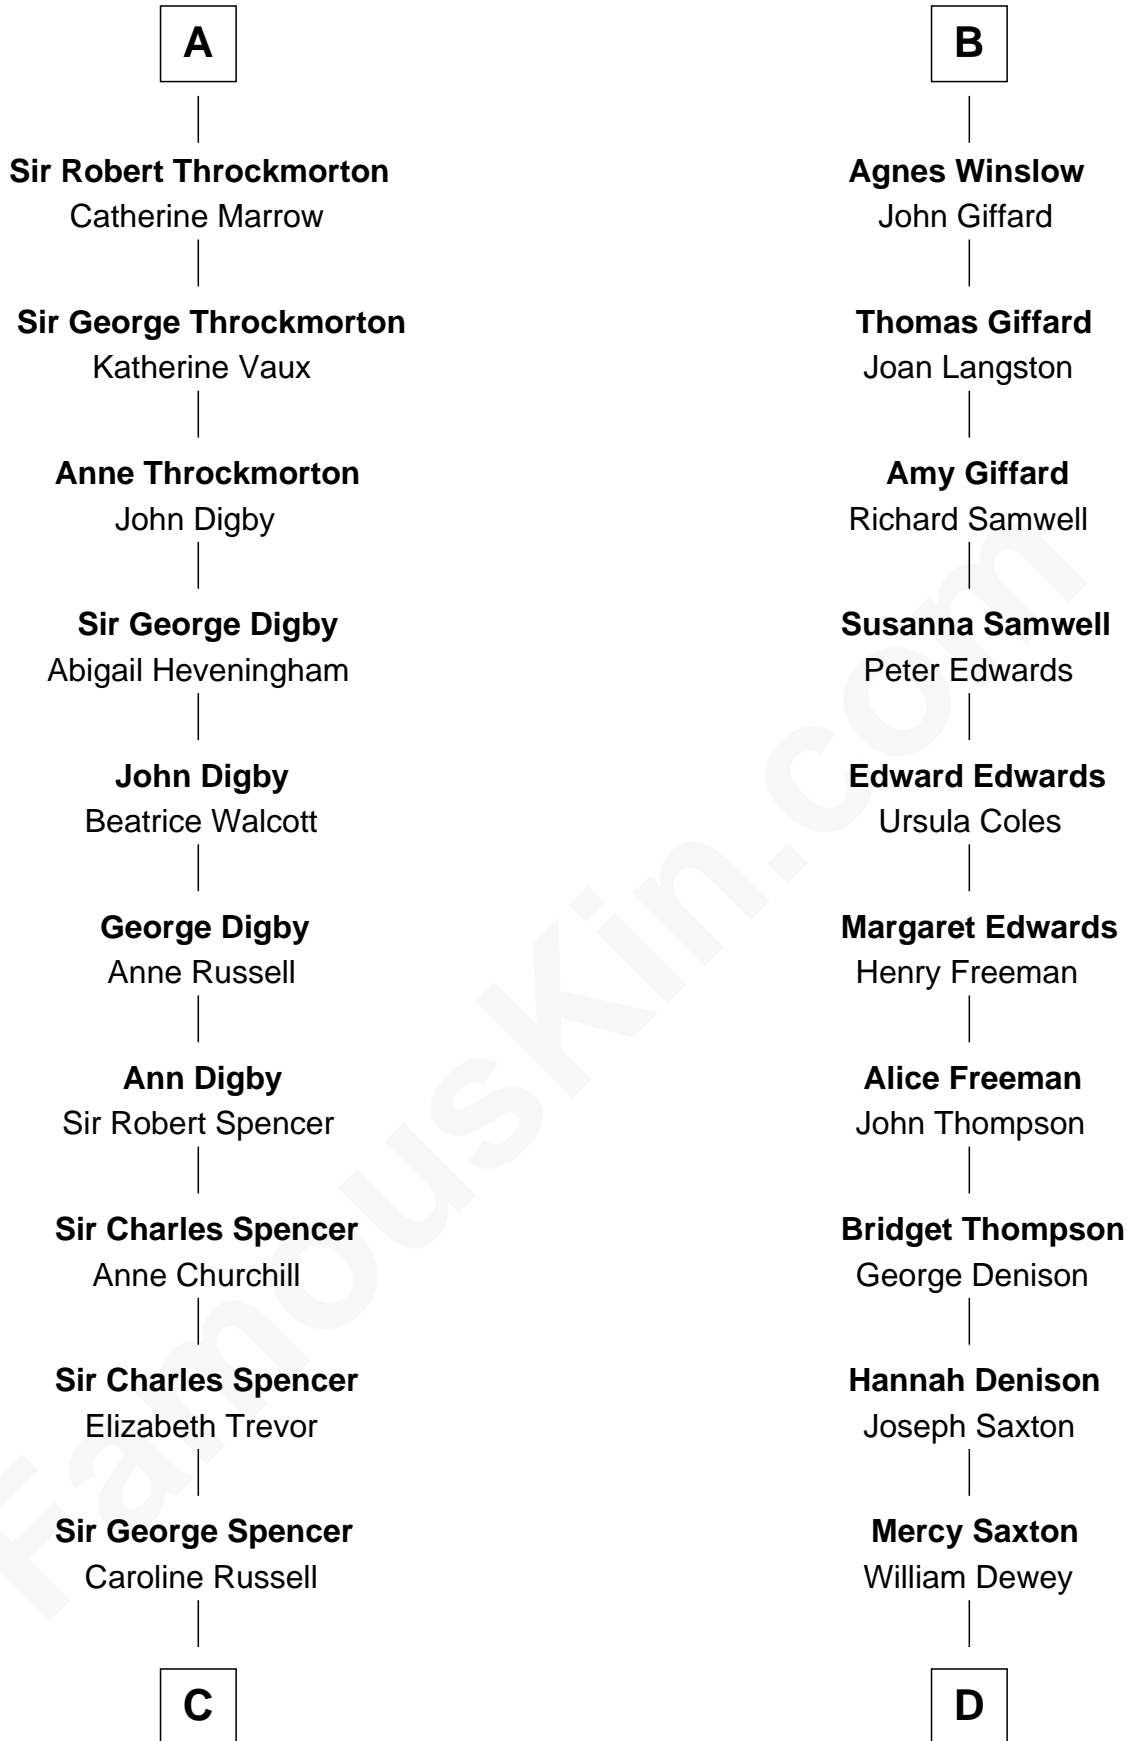 A
Sir Robert Throckmorton
Catherine Marrow
Sir George Throckmorton
Katherine Vaux
Anne Throckmorton
John Digby
Sir George Digby
Abigail Heveningham
John Digby
Beatrice Walcott
George Digby
Anne Russell
Ann Digby
Sir Robert Spencer
Sir Charles Spencer
Anne Churchill
Sir Charles Spencer
Elizabeth Trevor
Sir George Spencer
Caroline Russell
C
B
Agnes Winslow
John Giffard
Thomas Giffard
Joan Langston
Amy Giffard
Richard Samwell
Susanna Samwell
Peter Edwards
Edward Edwards
Ursula Coles
Margaret Edwards
Henry Freeman
Alice Freeman
John Thompson
Bridget Thompson
George Denison
Hannah Denison
Joseph Saxton
Mercy Saxton
William Dewey
D
FamousKin.com